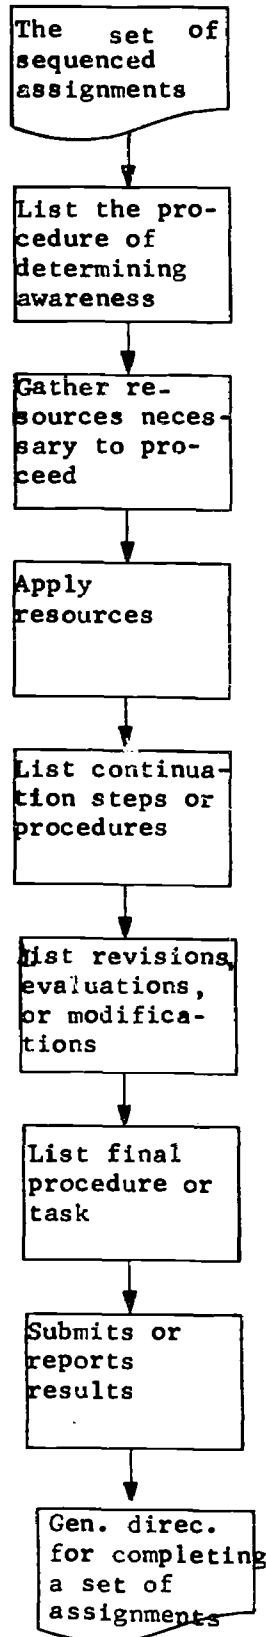 The set of
sequenced
assignments
List the pro-
cedure of
determining
awareness
Gather re-
sources neces-
sary to pro-
ceed
Apply
resources
List continua-
tion steps or
procedures
List revisions,
evaluations,
or modifica-
tions
List final
procedure or
task
Submits or
reports
results
Gen. direc.
for completing
a set of
assignments